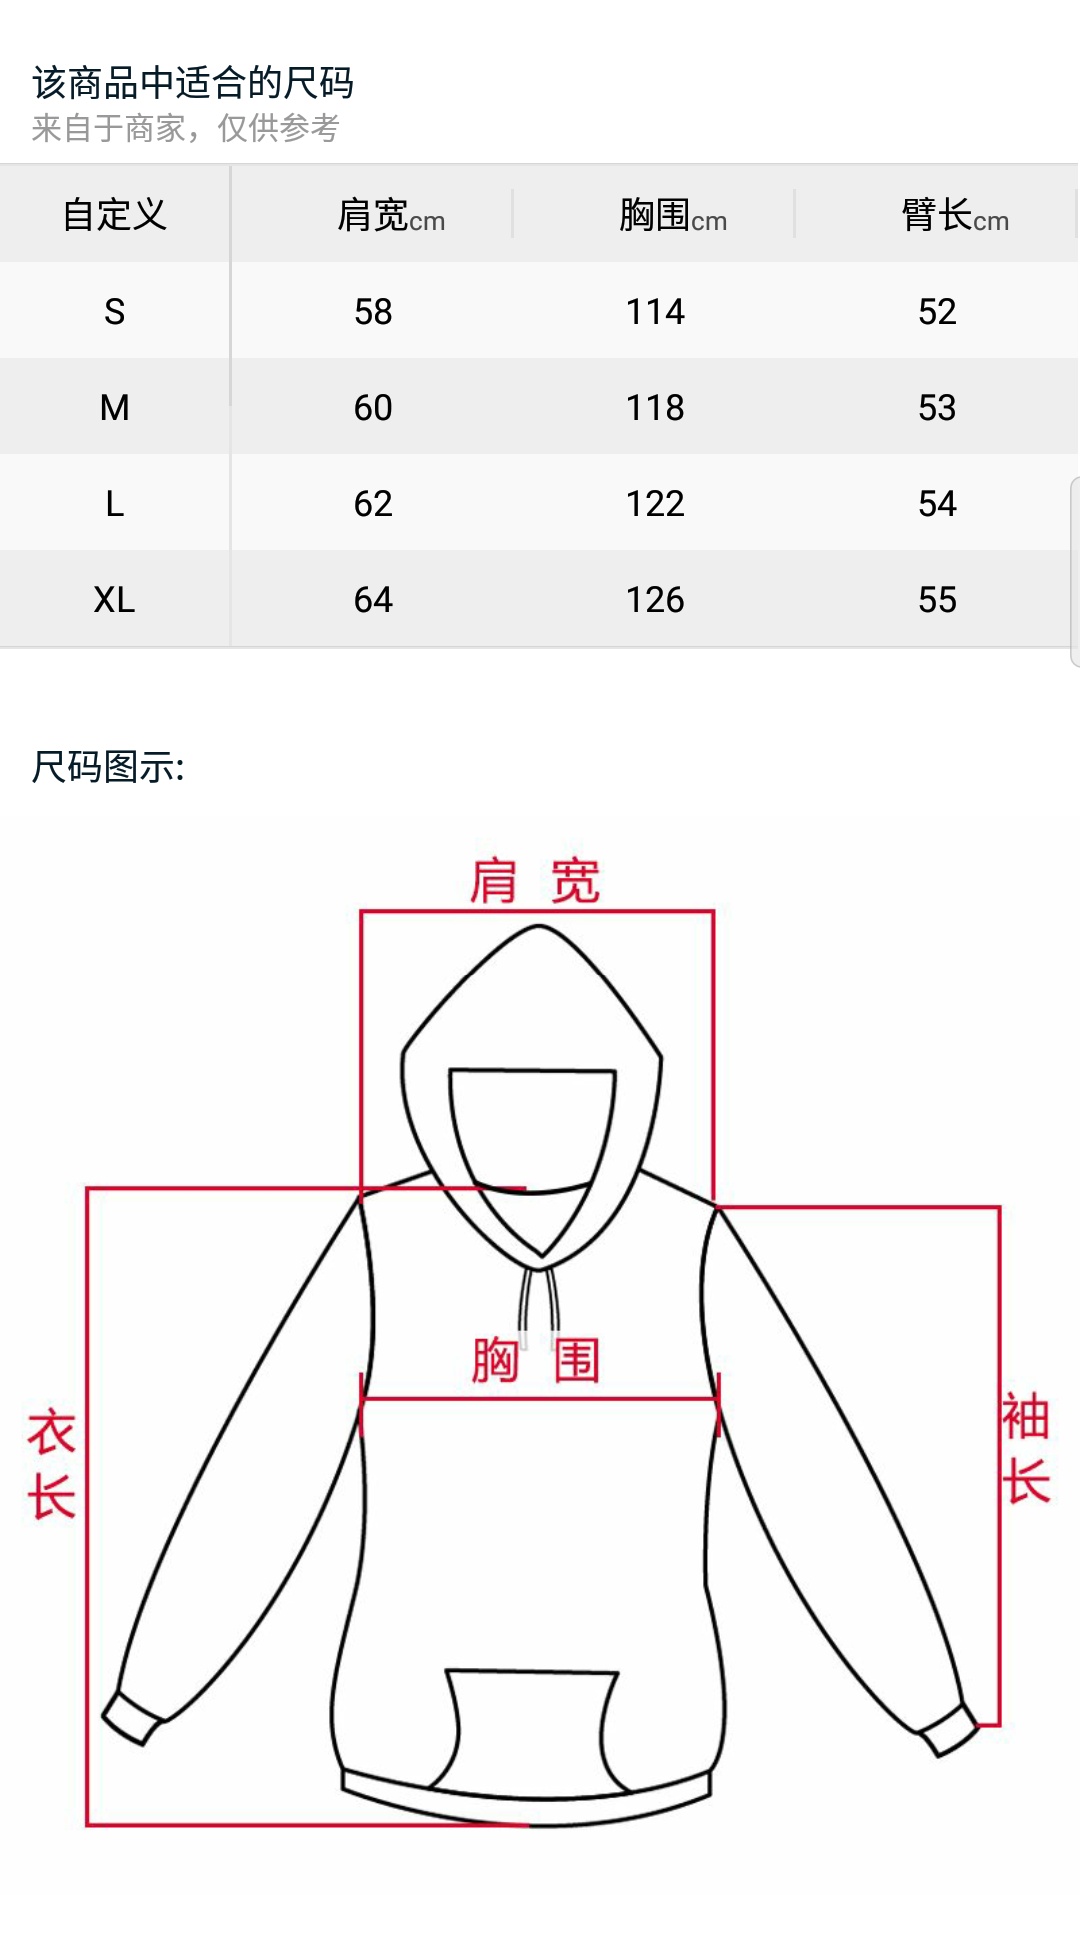 该商品中适合的尺码
来自于商家，仅供参考
自定义 肩宽cm 胸围cm 臂长cm
S 58 114 52
M 60 118 53
L 62 122 54
XL 64 126 55
尺码图示:
肩 宽
胸 围
衣长
袖长